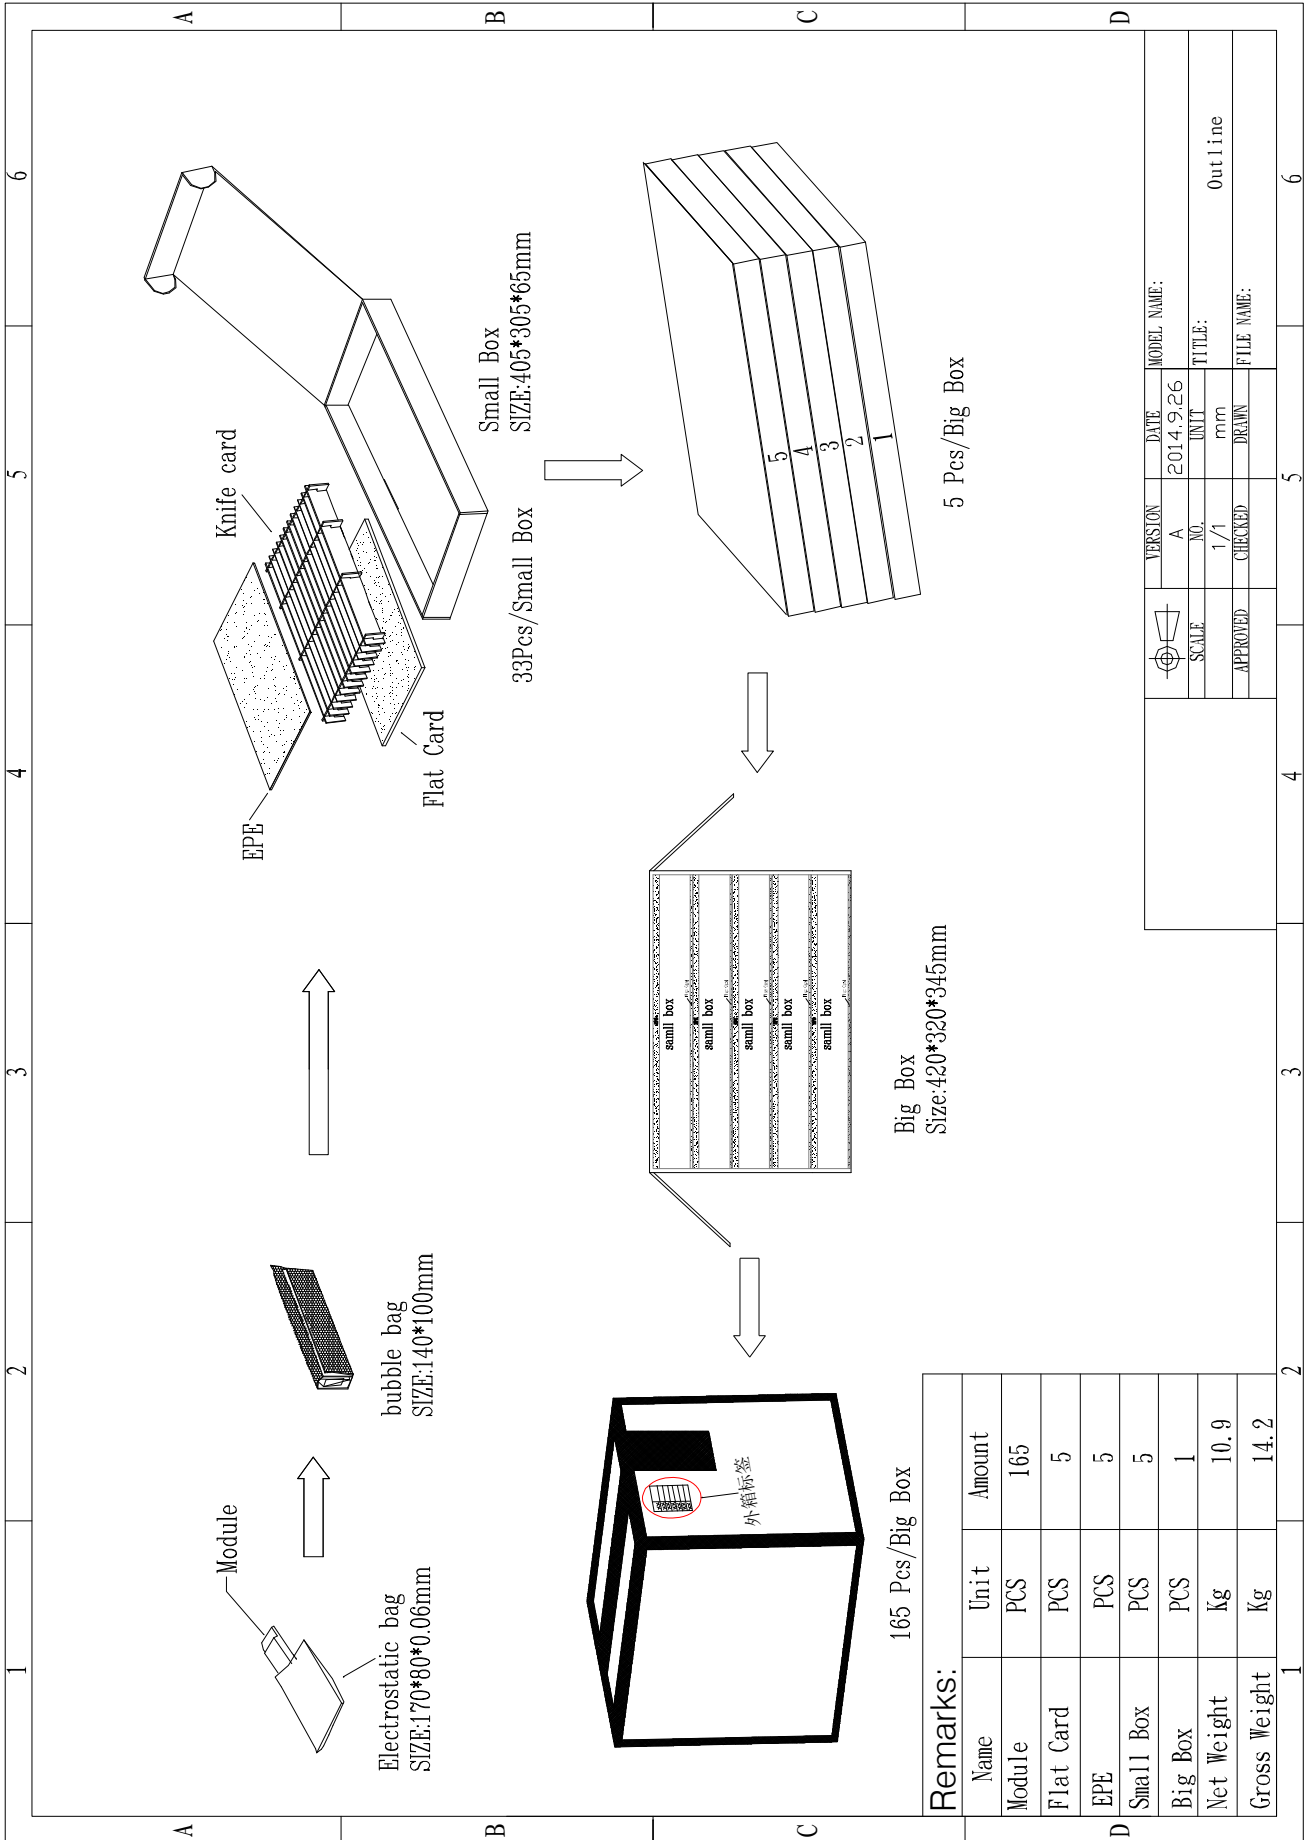 1
2
3
4
5
6
A
A
B
B
C
C
D
D
Module
Electrostatic bag
SIZE:170*80*0.06mm
bubble bag
SIZE:140*100mm
EPE
Knife card
Flat Card
33Pcs/Small Box
Small Box
SIZE:405*305*65mm
5
4
3
2
1
5 Pcs/Big Box
samll box
samll box
samll box
samll box
samll box
Big Box
Size:420*320*345mm
外箱标签
165 Pcs/Big Box
Remarks:
Name Unit Amount
Module PCS 165
Flat Card PCS 5
EPE PCS 5
Small Box PCS 5
Big Box PCS 1
Net Weight Kg 10.9
Gross Weight Kg 14.2
VERSION DATE MODEL NAME:
A 2014.9.26
SCALE NO. UNIT TITLE:
1/1 mm Outline
APPROVED CHECKED DRAWN FILE NAME:
1
2
3
4
5
6